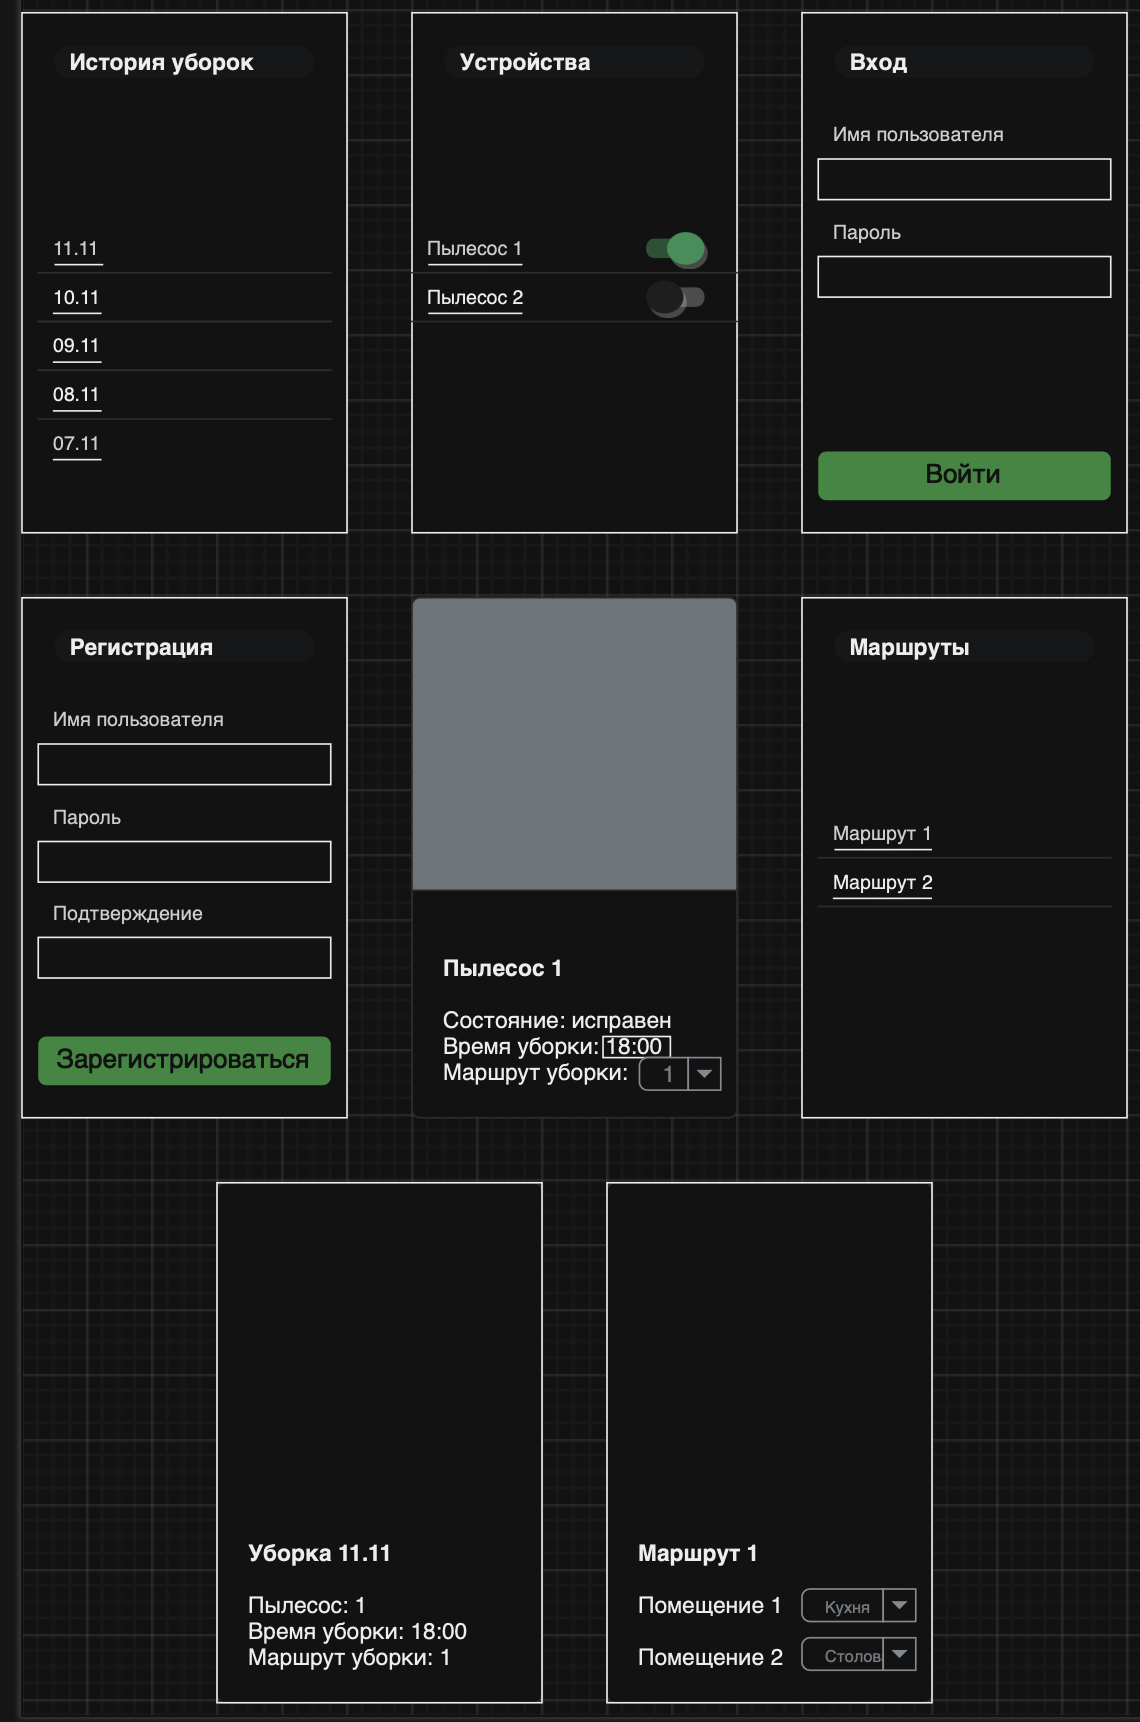 История уборок
11.11
10.11
09.11
08.11
07.11
Устройства
Пылесос 1
Пылесос 2
Вход
Имя пользователя
Пароль
Войти
Регистрация
Имя пользователя
Пароль
Подтверждение
Зарегистрироваться
Пылесос 1
Состояние: исправен
Время уборки: 18:00
Маршрут уборки: 1
Маршруты
Маршрут 1
Маршрут 2
Уборка 11.11
Пылесос: 1
Время уборки: 18:00
Маршрут уборки: 1
Маршрут 1
Помещение 1 Кухня
Помещение 2 Столов